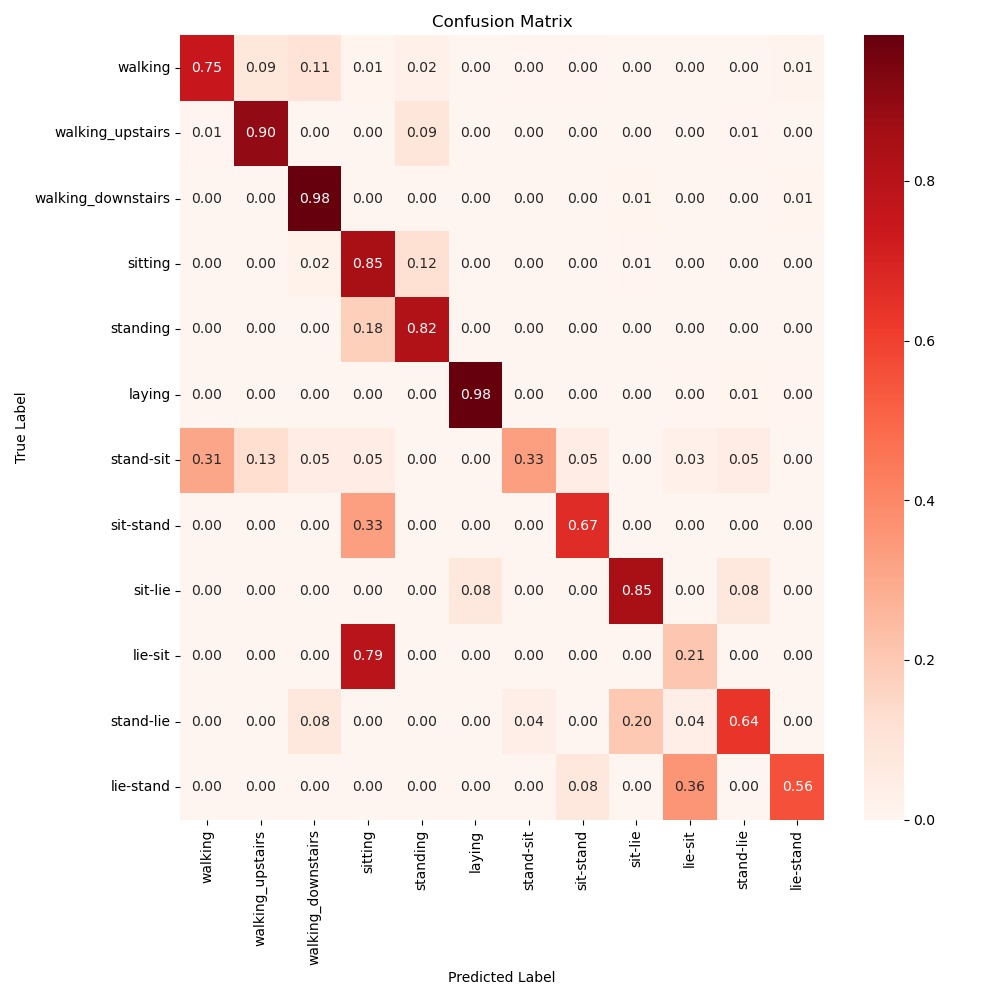 Confusion Matrix
walking 0.75 0.09 0.11 0.01 0.02 0.00 0.00 0.00 0.00 0.00 0.00 0.01
walking_upstairs 0.01 0.90 0.00 0.00 0.09 0.00 0.00 0.00 0.00 0.00 0.01 0.00
walking_downstairs 0.00 0.00 0.98 0.00 0.00 0.00 0.00 0.00 0.01 0.00 0.00 0.01
sitting 0.00 0.00 0.02 0.85 0.12 0.00 0.00 0.00 0.01 0.00 0.00 0.00
standing 0.00 0.00 0.00 0.18 0.82 0.00 0.00 0.00 0.00 0.00 0.00 0.00
laying 0.00 0.00 0.00 0.00 0.00 0.98 0.00 0.00 0.00 0.00 0.01 0.00
stand-sit 0.31 0.13 0.05 0.05 0.00 0.00 0.33 0.05 0.00 0.03 0.05 0.00
sit-stand 0.00 0.00 0.00 0.33 0.00 0.00 0.00 0.67 0.00 0.00 0.00 0.00
sit-lie 0.00 0.00 0.00 0.00 0.00 0.08 0.00 0.00 0.85 0.00 0.08 0.00
lie-sit 0.00 0.00 0.00 0.79 0.00 0.00 0.00 0.00 0.00 0.21 0.00 0.00
stand-lie 0.00 0.00 0.08 0.00 0.00 0.00 0.04 0.00 0.20 0.04 0.64 0.00
lie-stand 0.00 0.00 0.00 0.00 0.00 0.00 0.00 0.08 0.00 0.36 0.00 0.56
True Label
walking
walking_upstairs
walking_downstairs
sitting
standing
laying
stand-sit
sit-stand
sit-lie
lie-sit
stand-lie
lie-stand
Predicted Label
0.8
0.6
0.4
0.2
0.0